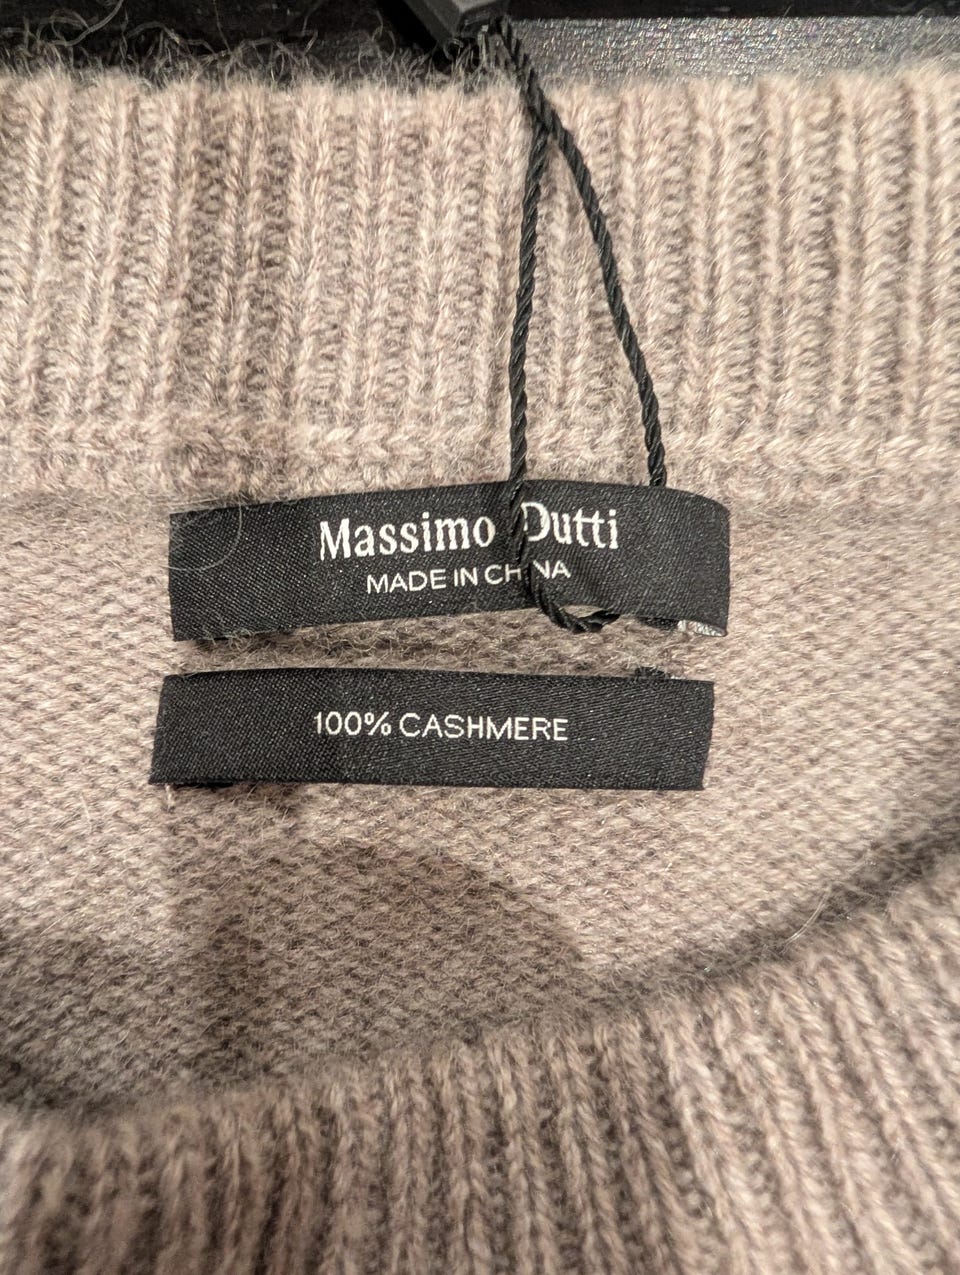 Massimo Dutti
MADE IN CHINA
100% CASHMERE